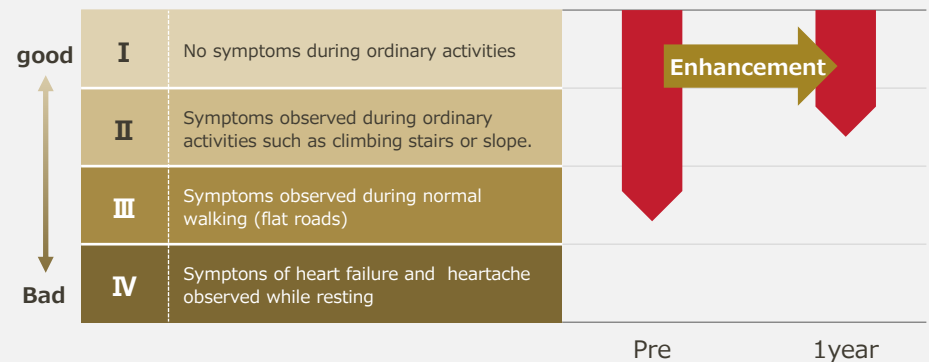 good
Bad
I
No symptoms during ordinary activities
II
Symptoms observed during ordinary
activities such as climbing stairs or slope.
III
Symptoms observed during normal
walking (flat roads)
IV
Symptons of heart failure and  heartache
observed while resting
Enhancement
Pre
1year